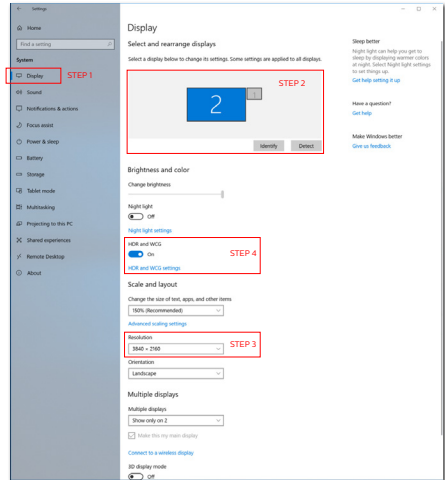 Settings
Home
Find a setting
System
Display
STEP 1
Sound
Notifications & actions
Focus assist
Power & sleep
Battery
Storage
Tablet mode
Multitasking
Projecting to this PC
Shared experiences
Remote Desktop
About
Display
Select and rearrange displays
Select a display below to change its settings. Some settings are applied to all displays.
STEP 2
2
1
Identify
Detect
Brightness and color
Change brightness
Night light
Off
Night light settings
HDR and WCG
On
STEP 4
HDR and WCG settings
Scale and layout
Change the size of text, apps, and other items
150% (Recommended)
Advanced scaling settings
Resolution
3840 × 2160
STEP 3
Orientation
Landscape
Multiple displays
Multiple displays
Show only on 2
Make this my main display
Connect to a wireless display
3D display mode
Off
Sleep better
Night light can help you get to
sleep by displaying warmer colors
at night. Select Night light settings
to set things up.
Get help setting it up
Have a question?
Get help
Make Windows better
Give us feedback